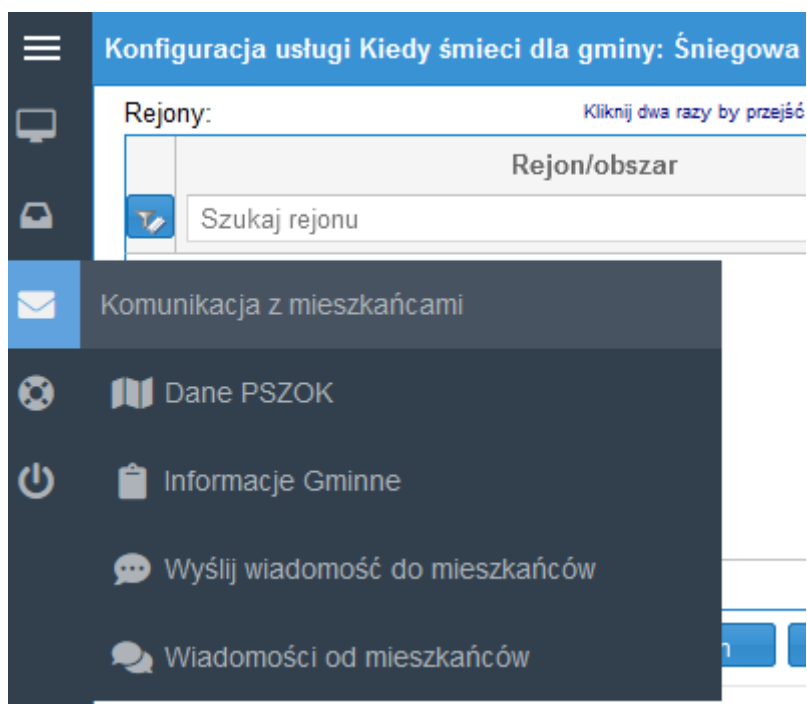 Konfiguracja usługi Kiedy śmieci dla gminy: Śniegowa
Rejony:
Kliknij dwa razy by przejść
Rejon/obszar
Szukaj rejonu
Komunikacja z mieszkańcami
Dane PSZOK
Informacje Gminne
Wyślij wiadomość do mieszkańców
Wiadomości od mieszkańców